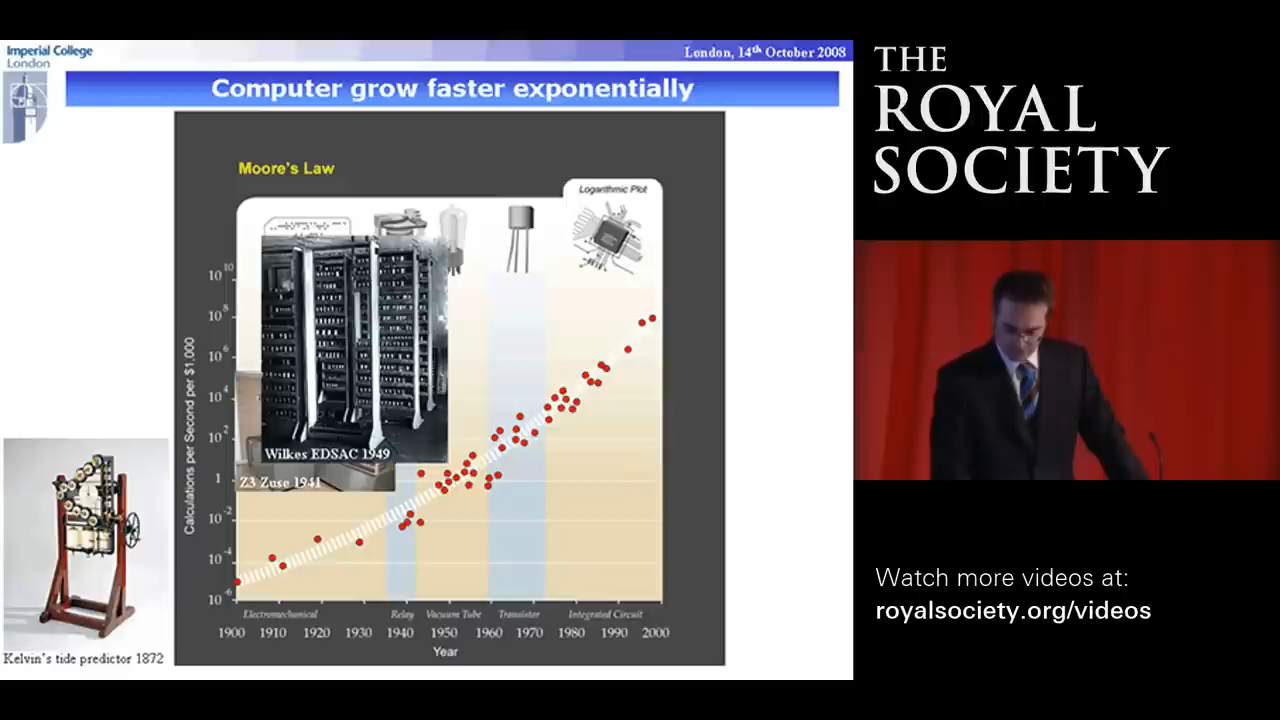 Imperial College
London
London, 14th October 2008
Computer grow faster exponentially
Moore's Law
Logarithmic Plot
Calculations per Second per $1,000
10 10
10 8
10 6
10 4
10 2
1
10 -2
10 -4
10 -6
Wilkes EDSAC 1949
Z3 Zuse 1941
Electromechanical Relay Vacuum Tube Transistor Integrated Circuit
1900 1910 1920 1930 1940 1950 1960 1970 1980 1990 2000
Year
Kelvin's tide predictor 1872
THE
ROYAL
SOCIETY
Watch more videos at:
royalsociety.org/videos